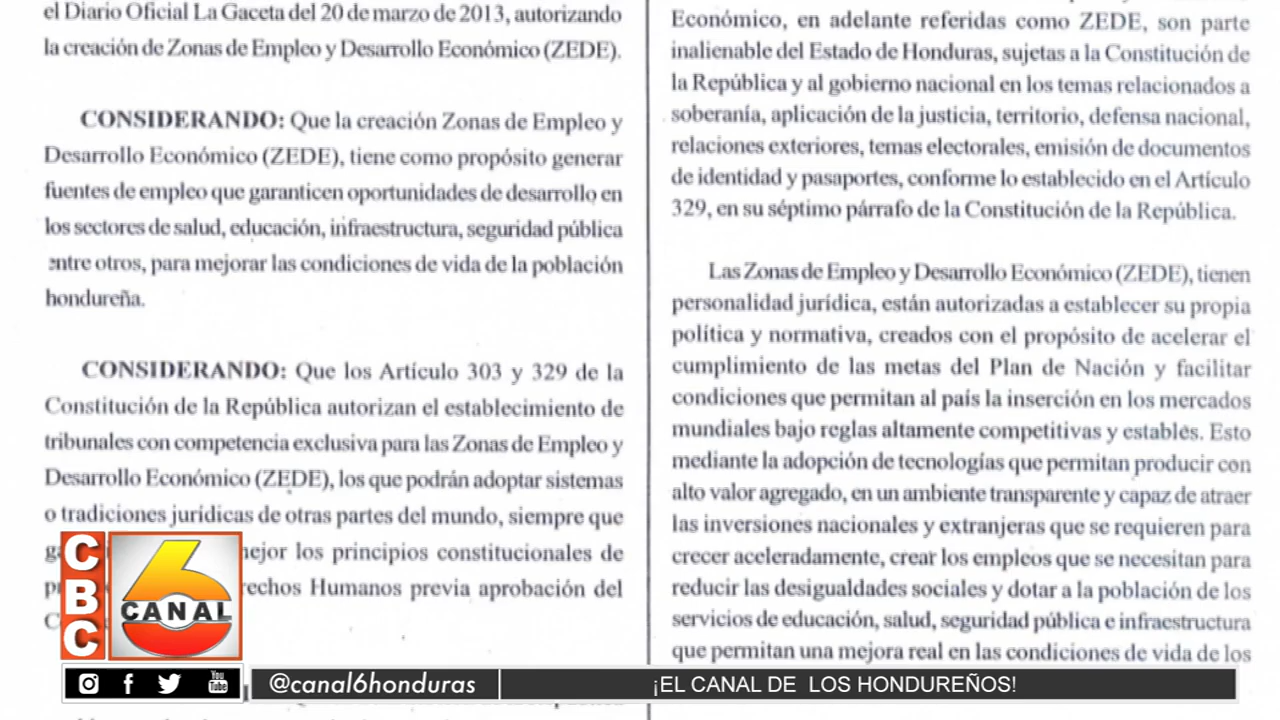 el Diario Oficial La Gaceta del 20 de marzo de 2013, autorizando
la creación de Zonas de Empleo y Desarrollo Económico (ZEDE).
CONSIDERANDO: Que la creación Zonas de Empleo y
Desarrollo Económico (ZEDE), tiene como propósito generar
fuentes de empleo que garanticen oportunidades de desarrollo en
los sectores de salud, educación, infraestructura, seguridad pública
entre otros, para mejorar las condiciones de vida de la población
hondureña.
CONSIDERANDO: Que los Artículo 303 y 329 de la
Constitución de la República autorizan el establecimiento de
tribunales con competencia exclusiva para las Zonas de Empleo y
Desarrollo Económico (ZEDE), los que podrán adoptar sistemas
o tradiciones jurídicas de otras partes del mundo, siempre que
los principios constitucionales de
Humanos previa aprobación del
Económico, en adelante referidas como ZEDE, son parte
inalienable del Estado de Honduras, sujetas a la Constitución de
la República y al gobierno nacional en los temas relacionados a
soberanía, aplicación de la justicia, territorio, defensa nacional,
relaciones exteriores, temas electorales, emisión de documentos
de identidad y pasaportes, conforme lo establecido en el Artículo
329, en su séptimo párrafo de la Constitución de la República.
Las Zonas de Empleo y Desarrollo Económico (ZEDE), tienen
personalidad jurídica, están autorizadas a establecer su propia
política y normativa, creados con el propósito de acelerar el
cumplimiento de las metas del Plan de Nación y facilitar
condiciones que permitan al país la inserción en los mercados
mundiales bajo reglas altamente competitivas y estables. Esto
mediante la adopción de tecnologías que permitan producir con
alto valor agregado, en un ambiente transparente y capaz de atraer
las inversiones nacionales y extranjeras que se requieren para
crecer aceleradamente, crear los empleos que se necesitan para
reducir las desigualdades sociales y dotar a la población de los
servicios de educación, salud, seguridad pública e infraestructura
que permitan una mejora real en las condiciones de vida de los
CBC
6
CANAL
You
Tube
@canal6honduras
¡EL CANAL DE LOS HONDUREÑOS!